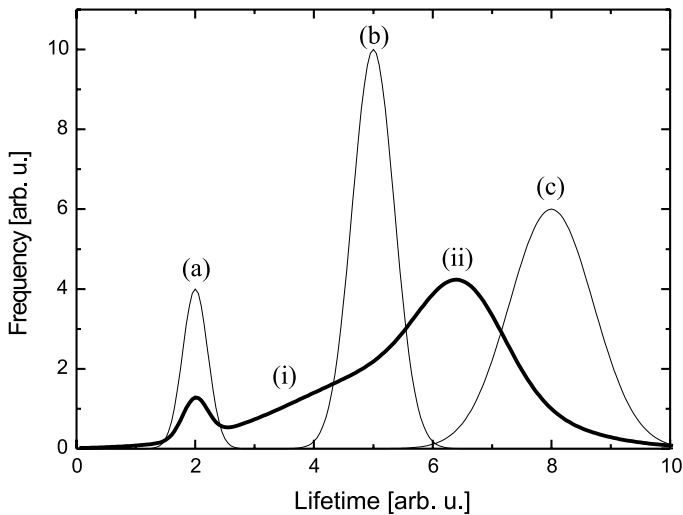 (b)
10
8
(c)
6
(a)
(ii)
4
(i)
2
0
0 2 4 6 8 10
Frequency [arb. u.]
Lifetime [arb. u.]